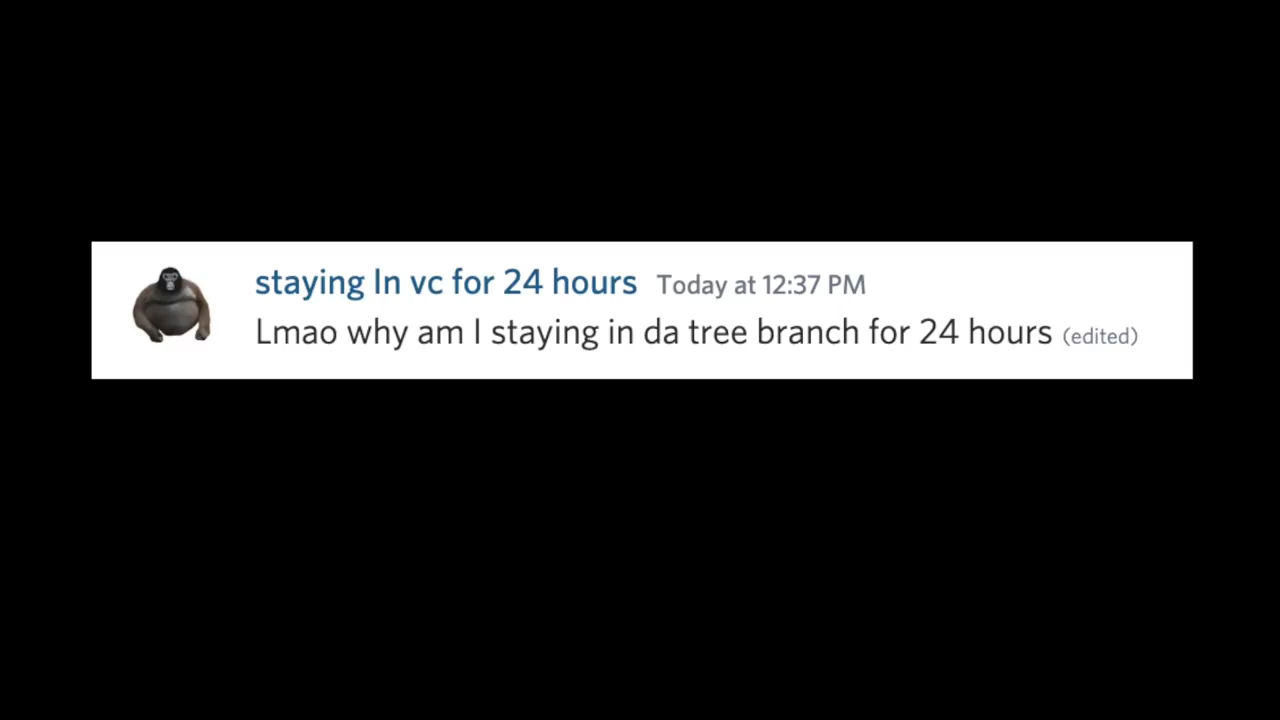 staying In vc for 24 hours Today at 12:37 PM
Lmao why am I staying in da tree branch for 24 hours (edited)